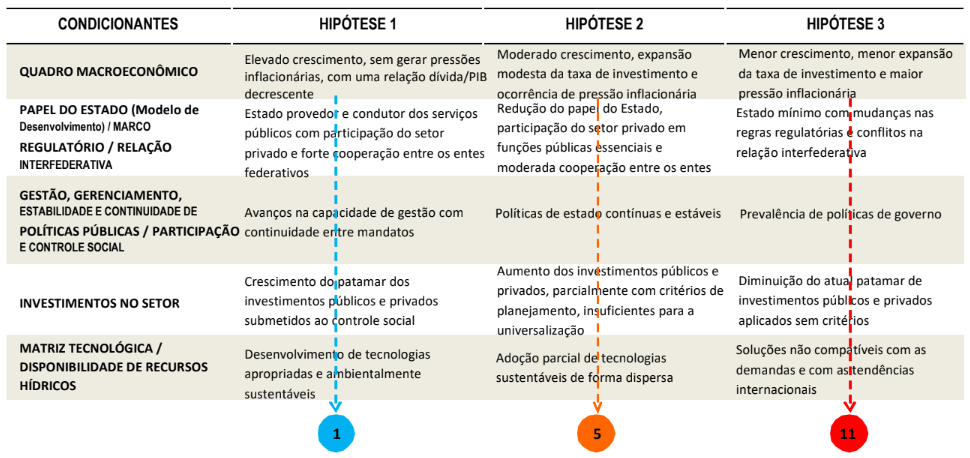 CONDICIONANTES
HIPÓTESE 1
HIPÓTESE 2
HIPÓTESE 3
QUADRO MACROECONÔMICO
Elevado crescimento, sem gerar pressões
inflacionárias, com uma relação dívida/PIB
decrescente
Moderado crescimento, expansão
modesta da taxa de investimento e
ocorrência de pressão inflacionária
Menor crescimento, menor expansão
da taxa de investimento e maior
pressão inflacionária
PAPEL DO ESTADO (Modelo de
Desenvolvimento) / MARCO
REGULATÓRIO / RELAÇÃO
INTERFEDERATIVA
Estado provedor e condutor dos serviços
públicos com participação do setor
privado e forte cooperação entre os entes
federativos
Redução do papel do Estado,
participação do setor privado em
funções públicas essenciais e
moderada cooperação entre os entes
Estado mínimo com mudanças nas
regras regulatórias e conflitos na
relação interfederativa
GESTÃO, GERENCIAMENTO,
ESTABILIDADE E CONTINUIDADE DE
POLÍTICAS PÚBLICAS / PARTICIPAÇÃO
E CONTROLE SOCIAL
Avanços na capacidade de gestão com
continuidade entre mandatos
Políticas de estado contínuas e estáveis
Prevalência de políticas de governo
INVESTIMENTOS NO SETOR
Crescimento do patamar dos
investimentos públicos e privados
submetidos ao controle social
Aumento dos investimentos públicos e
privados, parcialmente com critérios de
planejamento, insuficientes para a
universalização
Diminuição do atual patamar de
investimentos públicos e privados
aplicados sem critérios
MATRIZ TECNOLÓGICA /
DISPONIBILIDADE DE RECURSOS
HÍDRICOS
Desenvolvimento de tecnologias
apropriadas e ambientalmente
sustentáveis
Adoção parcial de tecnologias
sustentáveis de forma dispersa
Soluções não compatíveis com as
demandas e com as tendências
internacionais
1
5
11